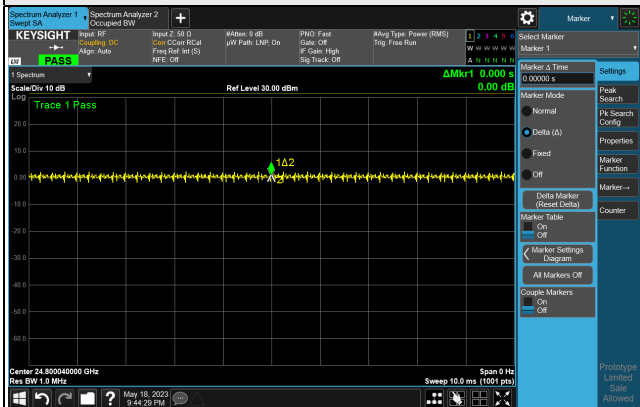 Spectrum Analyzer 1
Swept SA
Spectrum Analyzer 2
Occupied BW
+
Marker
KEYSIGHT
Input: RF
Coupling: DC
Align: Auto
Input Z: 50 Ω
Corr CCorr RCal
Freq Ref: Int (S)
NFE: Off
#Atten: 0 dB
µW Path: LNP, On
PNO: Fast
Gate: Off
IF Gain: High
Sig Track: Off
#Avg Type: Power (RMS)
Trig: Free Run
1 2 3 4 5 6
W W W W W W
A N N N N N
LXI
PASS
Select Marker
Marker 1
1 Spectrum
ΔMkr1 0.000 s
0.00 dB
Scale/Div 10 dB
Ref Level 30.00 dBm
Log
Trace 1 Pass
20.0
10.0
0.00
-10.0
-20.0
-30.0
-40.0
-50.0
-60.0
1Δ2
2
Center 24.800040000 GHz
Res BW 1.0 MHz
Span 0 Hz
Sweep 10.0 ms (1001 pts)
Marker Δ Time
0.00000 s
Marker Mode
Normal
Delta (Δ)
Fixed
Off
Delta Marker
(Reset Delta)
Marker Table
On
Off
Marker Settings
Diagram
All Markers Off
Couple Markers
On
Off
Settings
Peak
Search
Pk Search
Config
Properties
Marker
Function
Marker→
Counter
Prototype
Limited
Sale
Allowed
?
May 18, 2023
9:44:29 PM